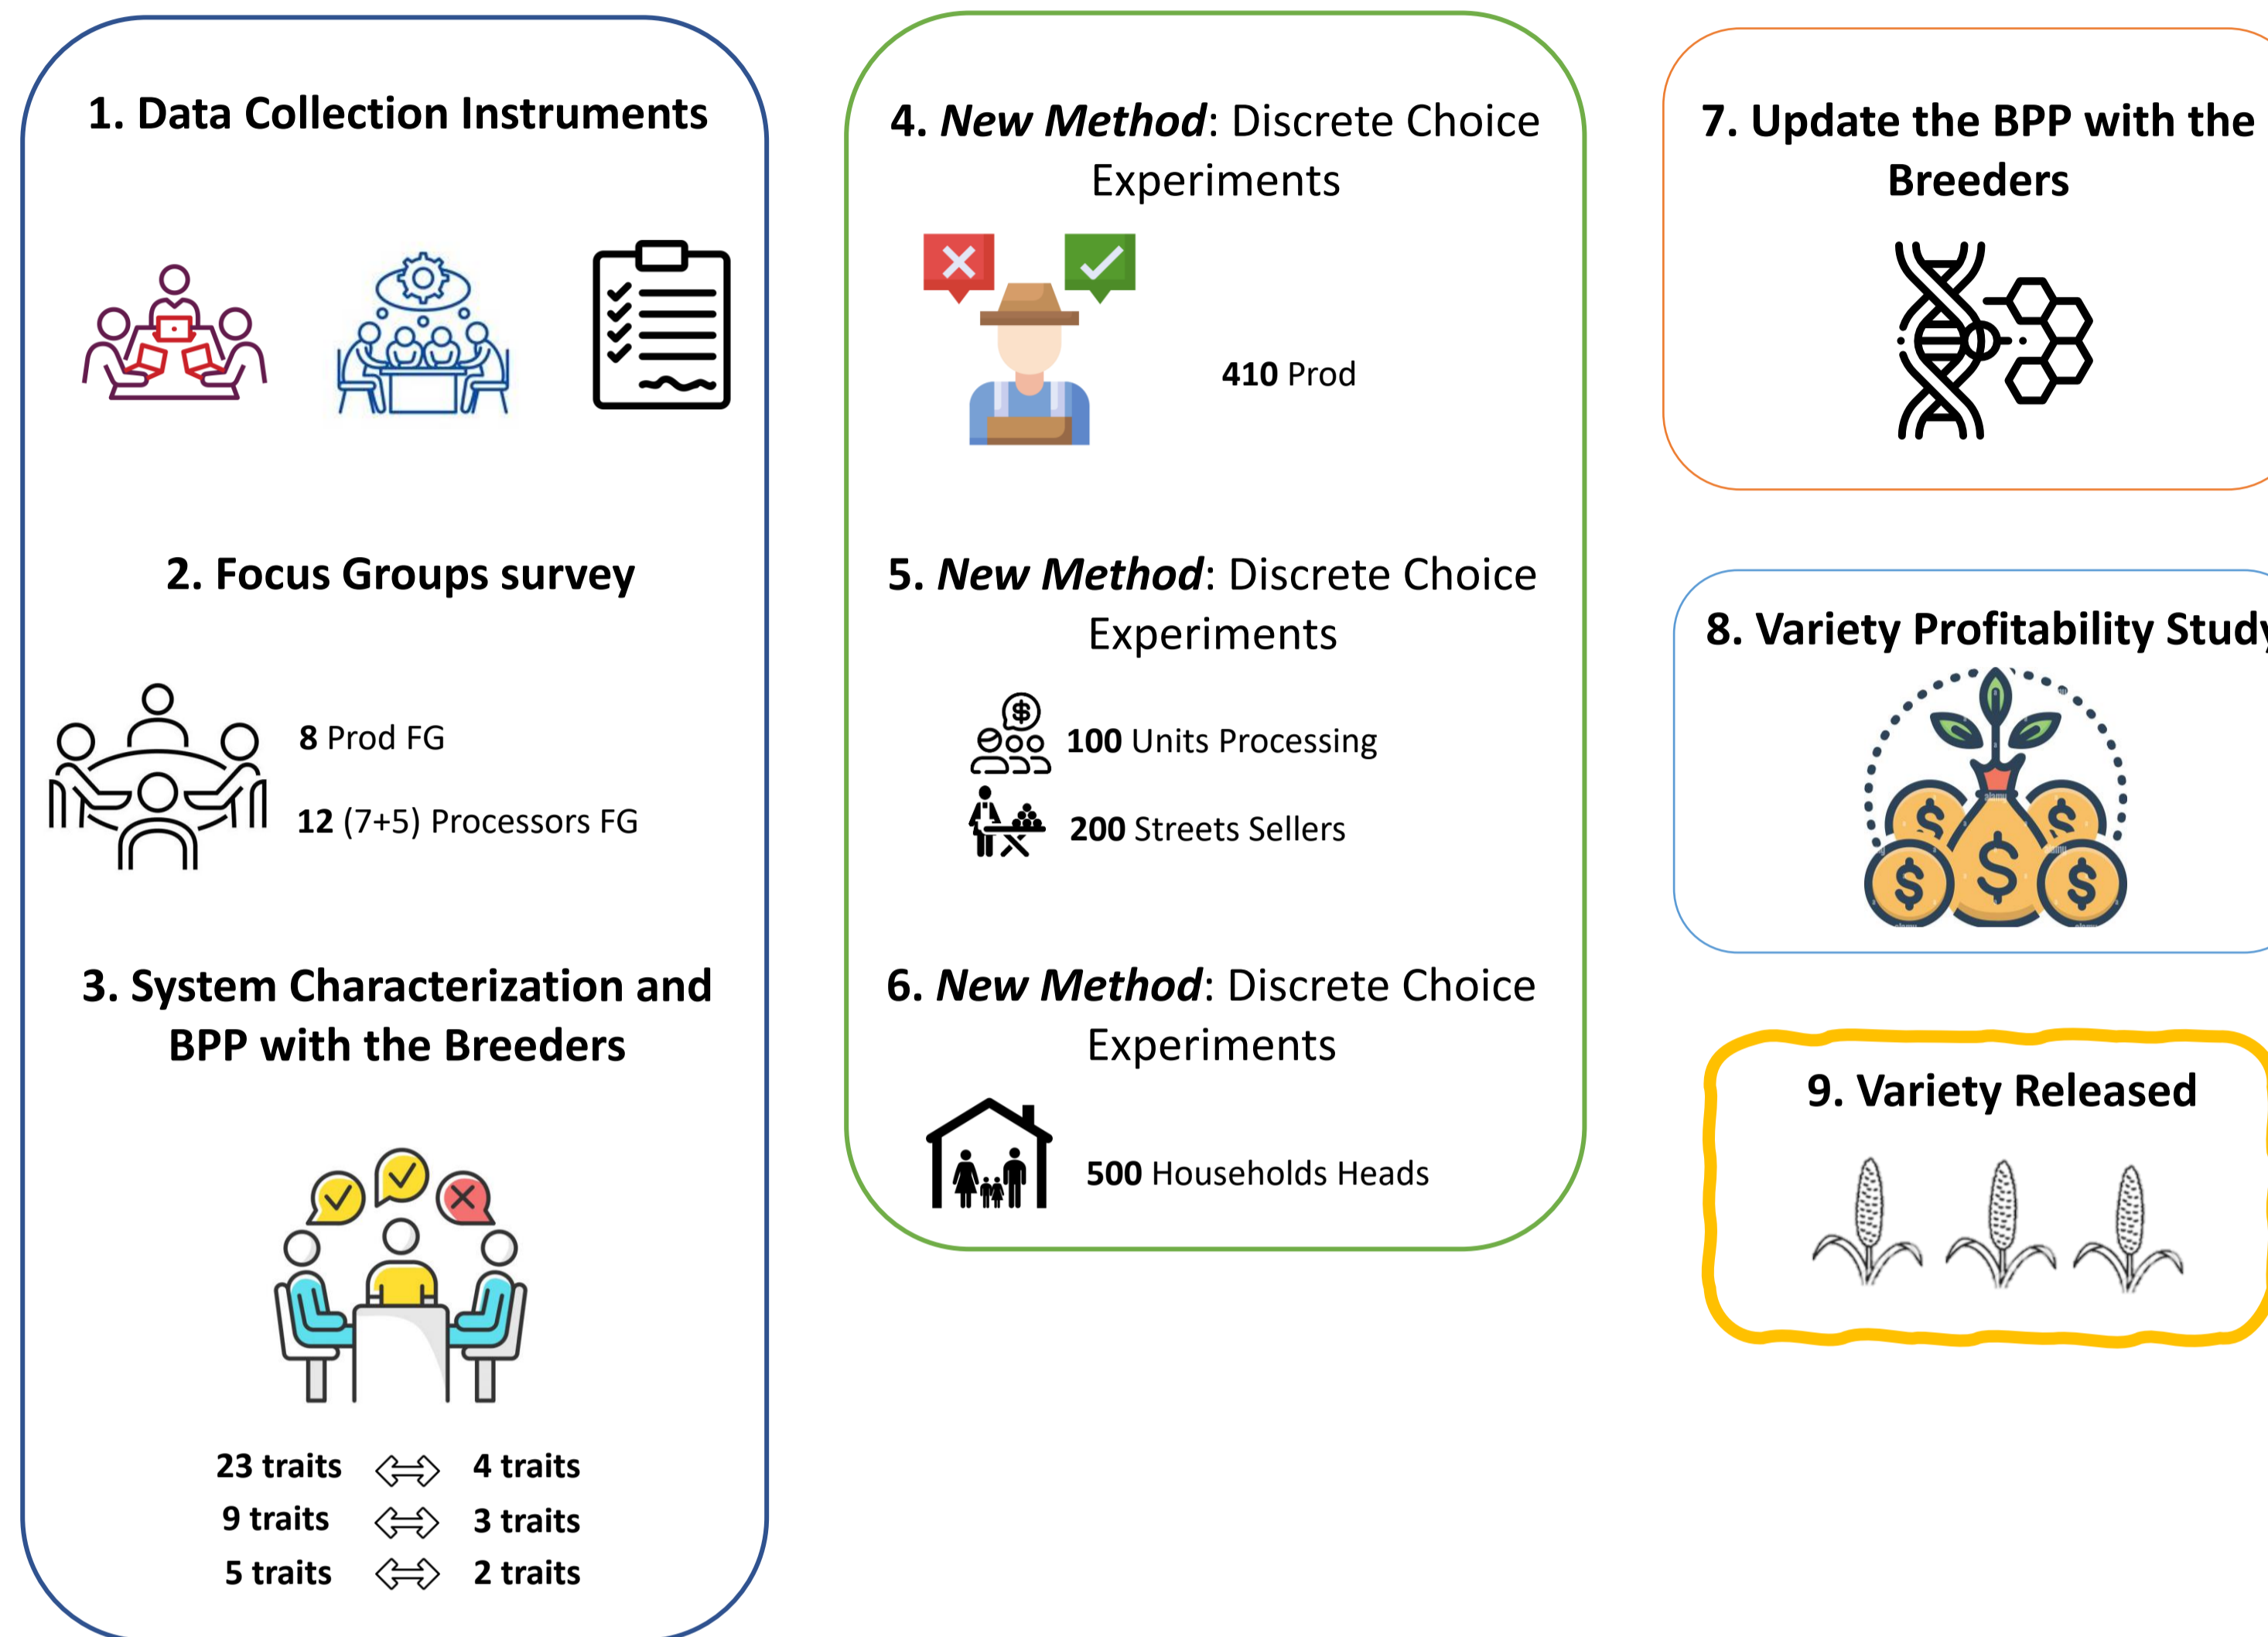 1. Data Collection Instruments
2. Focus Groups survey
8 Prod FG
12 (7+5) Processors FG
3. System Characterization and
BPP with the Breeders
23 traits 4 traits
9 traits 3 traits
5 traits 2 traits
4. New Method: Discrete Choice
Experiments
410 Prod
5. New Method: Discrete Choice
Experiments
100 Units Processing
200 Streets Sellers
6. New Method: Discrete Choice
Experiments
500 Households Heads
7. Update the BPP with the
Breeders
8. Variety Profitability Study
9. Variety Released